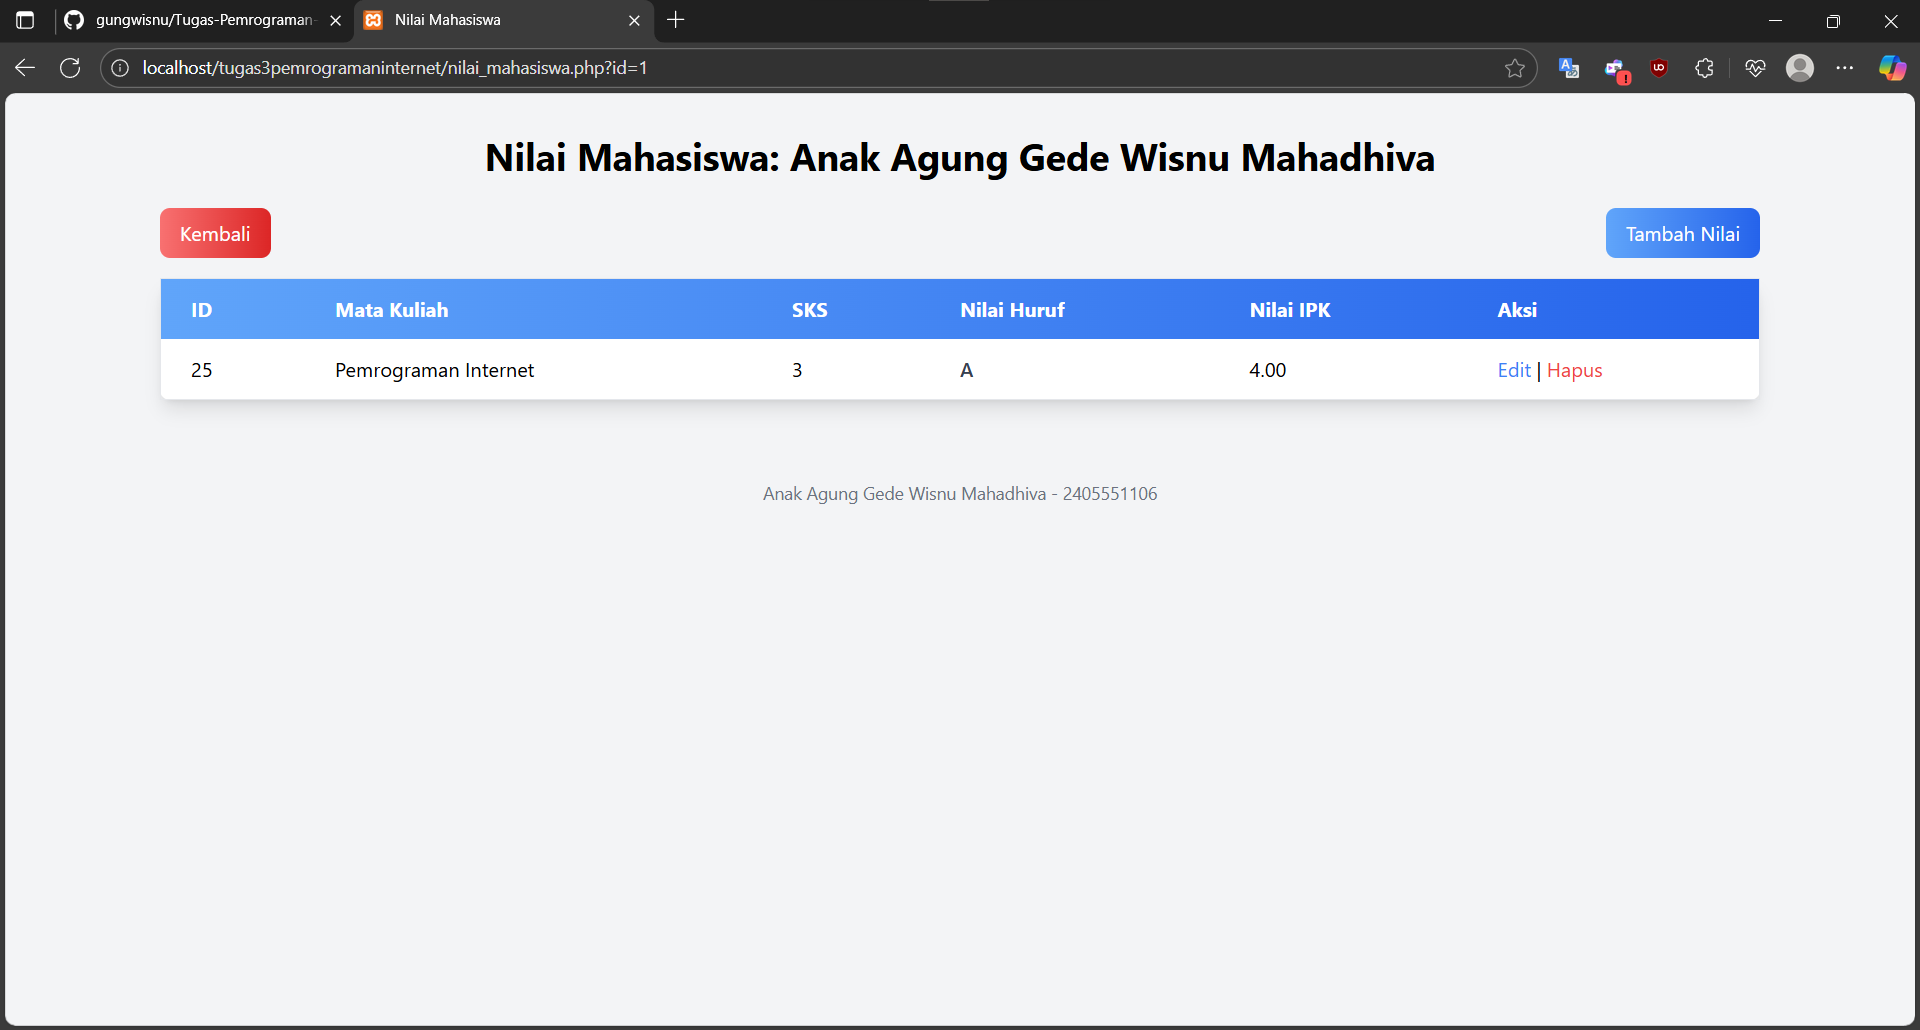 gungwisnu/Tugas-Pemrograman-
Nilai Mahasiswa
localhost/tugas3pemrogramaninternet/nilai_mahasiswa.php?id=1
Nilai Mahasiswa: Anak Agung Gede Wisnu Mahadhiva
Kembali
Tambah Nilai
ID Mata Kuliah SKS Nilai Huruf Nilai IPK Aksi
25 Pemrograman Internet 3 A 4.00 Edit | Hapus
Anak Agung Gede Wisnu Mahadhiva - 2405551106